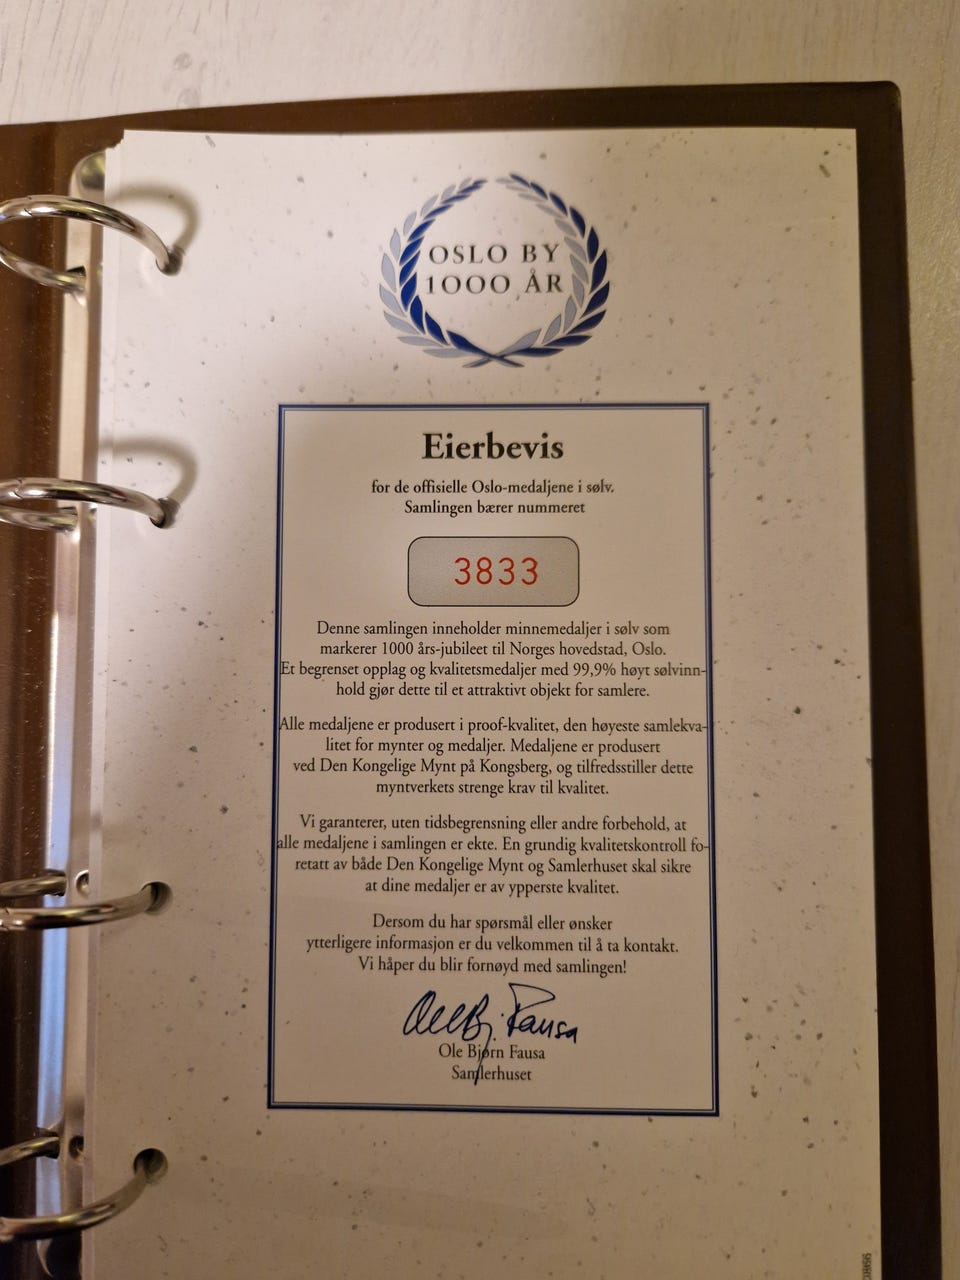 OSLO BY
1000 ÅR
Eierbevis
for de offisielle Oslo-medaljene i sølv.
Samlingen bærer nummeret
3833
Denne samlingen inneholder minnemedaljer i sølv som
markerer 1000 års-jubileet til Norges hovedstad, Oslo.
Et begrenset opplag og kvalitetsmedaljer med 99,9% høyt sølvinn-
hold gjør dette til et attraktivt objekt for samlere.
Alle medaljene er produsert i proof-kvalitet, den høyeste samlekva-
litet for mynter og medaljer. Medaljene er produsert
ved Den Kongelige Mynt på Kongsberg, og tilfredsstiller dette
myntverkets strenge krav til kvalitet.
Vi garanterer, uten tidsbegrensning eller andre forbehold, at
alle medaljene i samlingen er ekte. En grundig kvalitetskontroll fo-
retatt av både Den Kongelige Mynt og Samlerhuset skal sikre
at dine medaljer er av ypperste kvalitet.
Dersom du har spørsmål eller ønsker
ytterligere informasjon er du velkommen til å ta kontakt.
Vi håper du blir fornøyd med samlingen!
Ole Bj. Fausa
Ole Bjørn Fausa
Samlerhuset